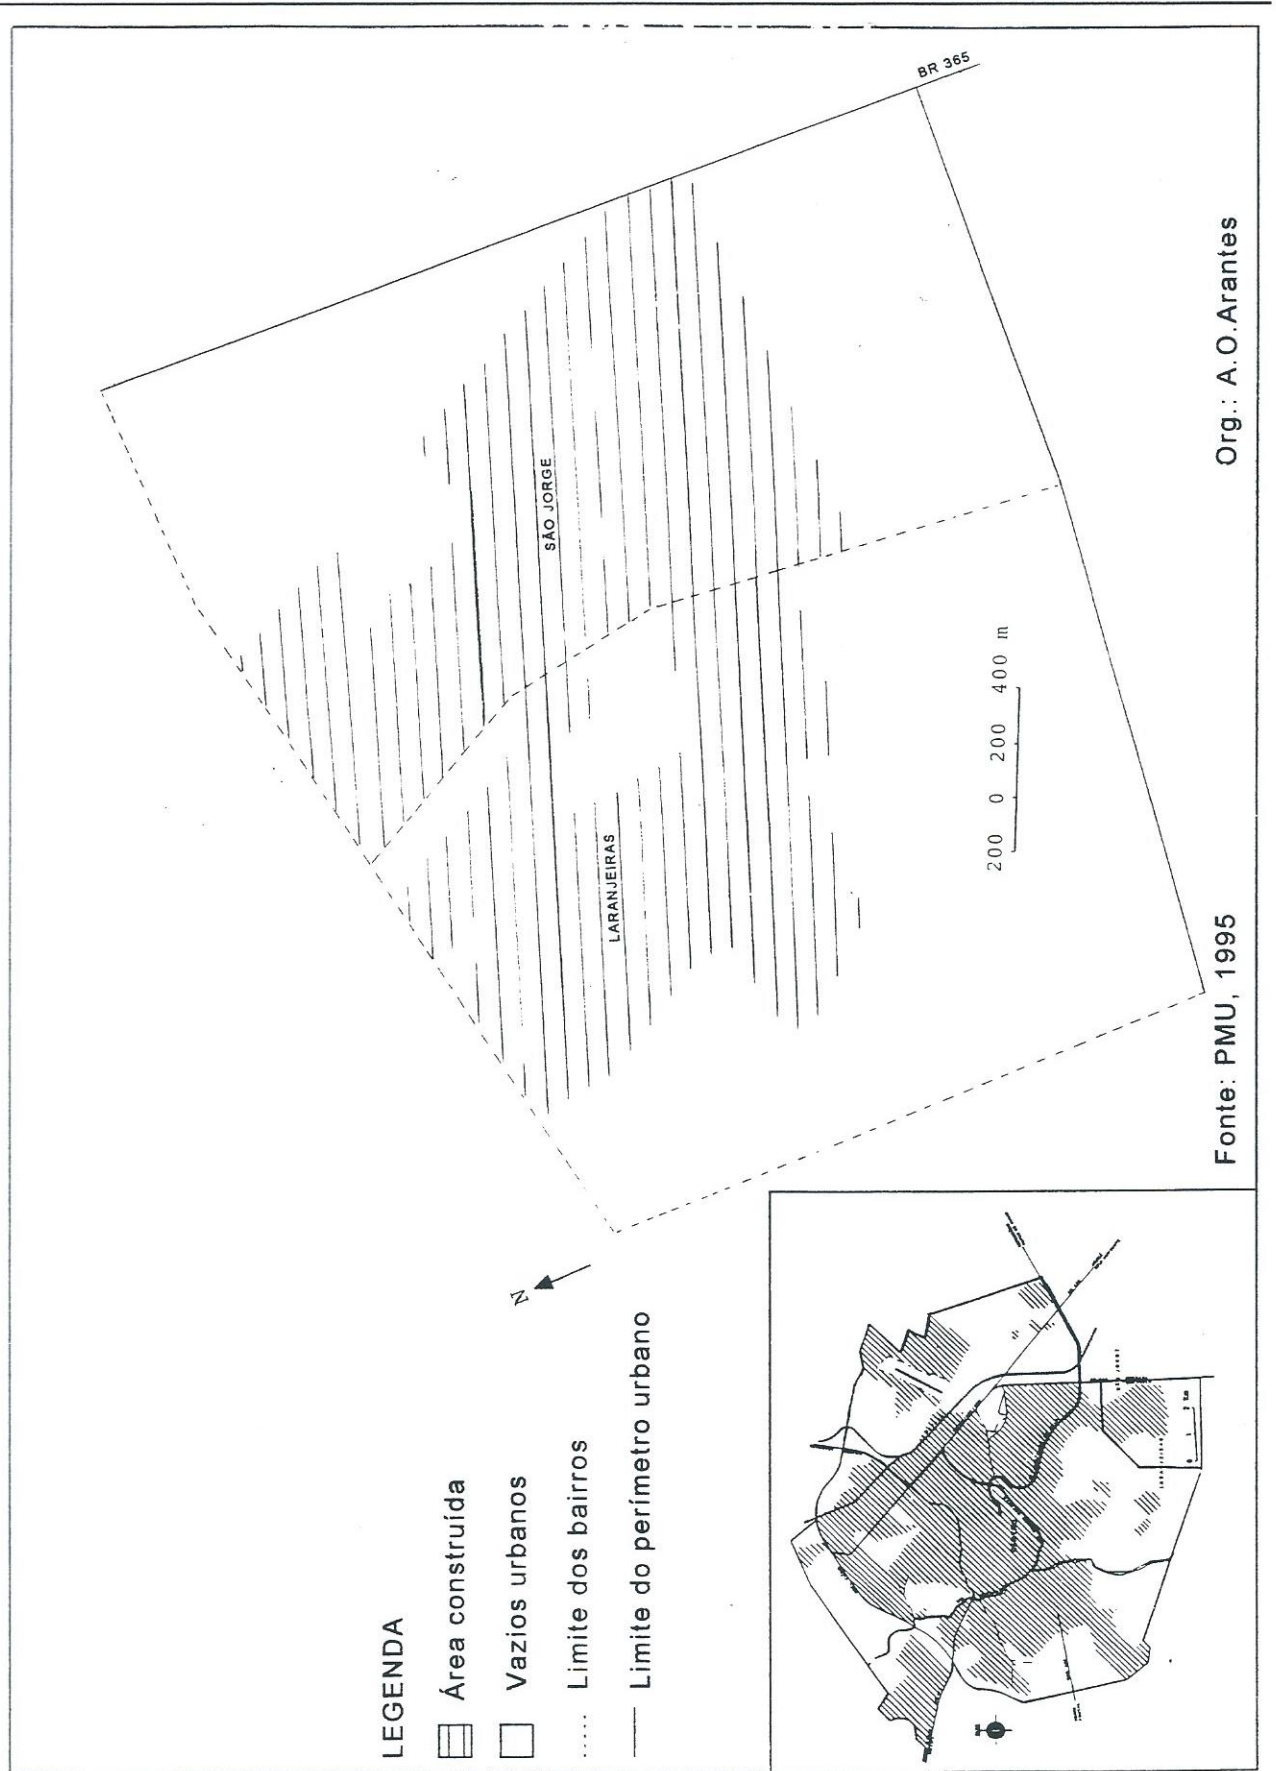 BR 365
SÃO JORGE
LARANJEIRAS
N
200 0 200 400 m
LEGENDA
Área construída
Vazios urbanos
Limite dos bairros
Limite do perímetro urbano
Fonte: PMU, 1995
Org.: A.O.Arantes